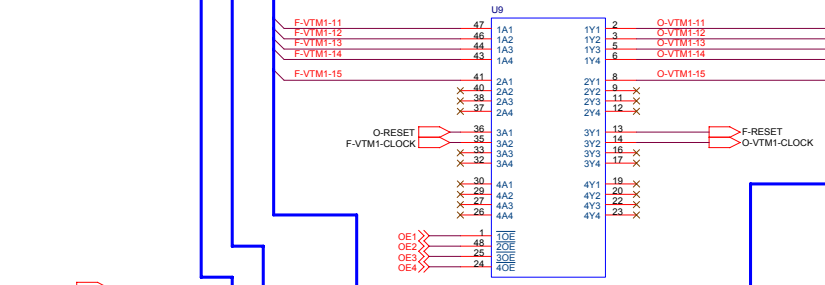 U9
F-VTM1-11 47 1A1 1Y1 2 O-VTM1-11
F-VTM1-12 46 1A2 1Y2 3 O-VTM1-12
F-VTM1-13 44 1A3 1Y3 5 O-VTM1-13
F-VTM1-14 43 1A4 1Y4 6 O-VTM1-14
F-VTM1-15 41 2A1 2Y1 8 O-VTM1-15
40 2A2 2Y2 9
38 2A3 2Y3 11
37 2A4 2Y4 12
O-RESET 36 3A1 3Y1 13 F-RESET
F-VTM1-CLOCK 35 3A2 3Y2 14 O-VTM1-CLOCK
33 3A3 3Y3 16
32 3A4 3Y4 17
30 4A1 4Y1 19
29 4A2 4Y2 20
27 4A3 4Y3 22
26 4A4 4Y4 23
OE1 1 1OE
OE2 48 2OE
OE3 25 3OE
OE4 24 4OE